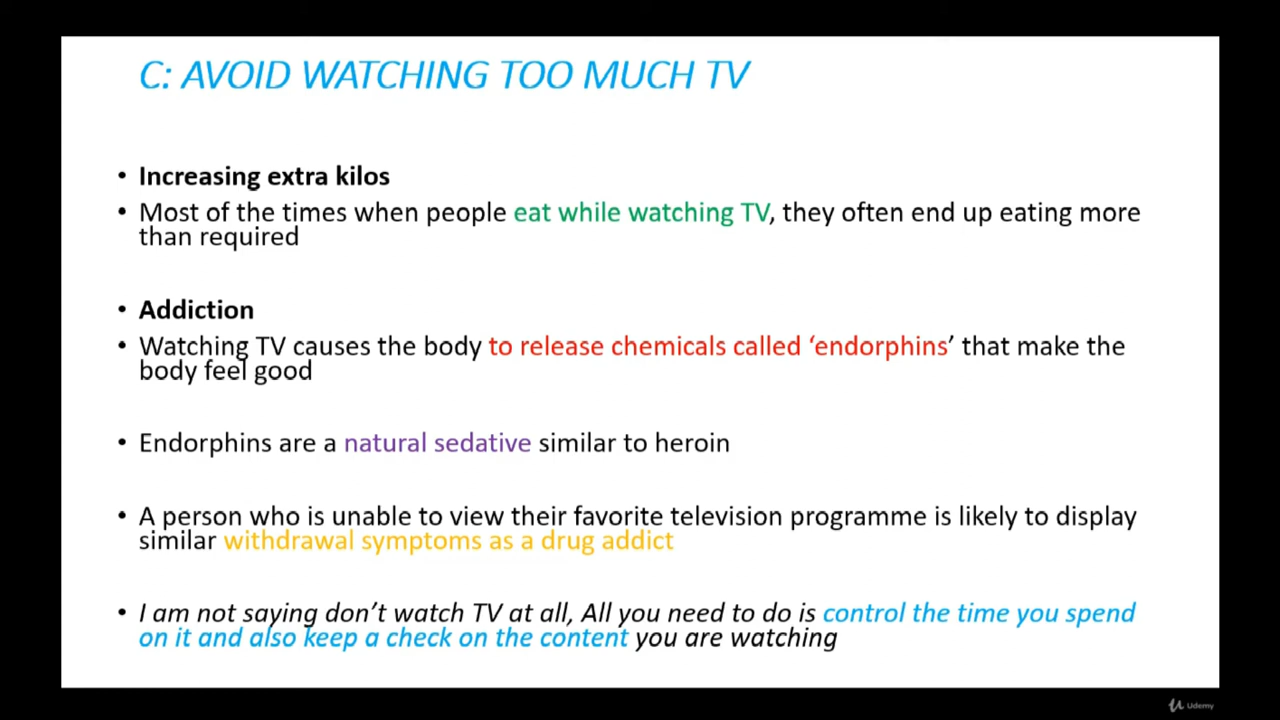 C: AVOID WATCHING TOO MUCH TV
• Increasing extra kilos
• Most of the times when people eat while watching TV, they often end up eating more
than required
• Addiction
• Watching TV causes the body to release chemicals called ‘endorphins’ that make the
body feel good
• Endorphins are a natural sedative similar to heroin
• A person who is unable to view their favorite television programme is likely to display
similar withdrawal symptoms as a drug addict
• I am not saying don’t watch TV at all, All you need to do is control the time you spend
on it and also keep a check on the content you are watching
Udemy